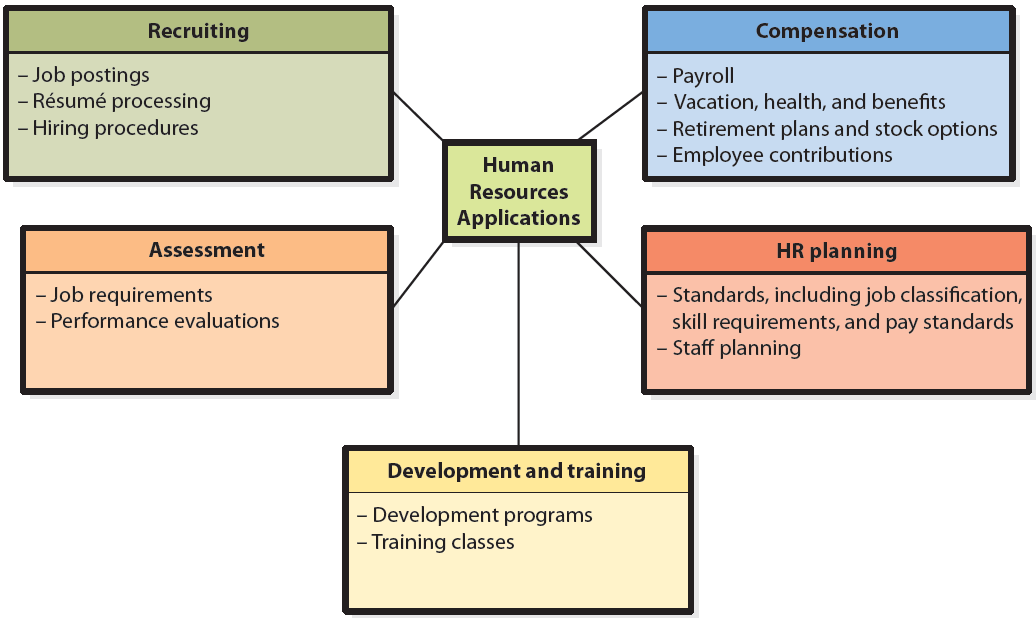 Recruiting
– Job postings
– Résumé processing
– Hiring procedures
Compensation
– Payroll
– Vacation, health, and benefits
– Retirement plans and stock options
– Employee contributions
Human
Resources
Applications
Assessment
– Job requirements
– Performance evaluations
HR planning
– Standards, including job classification,
skill requirements, and pay standards
– Staff planning
Development and training
– Development programs
– Training classes